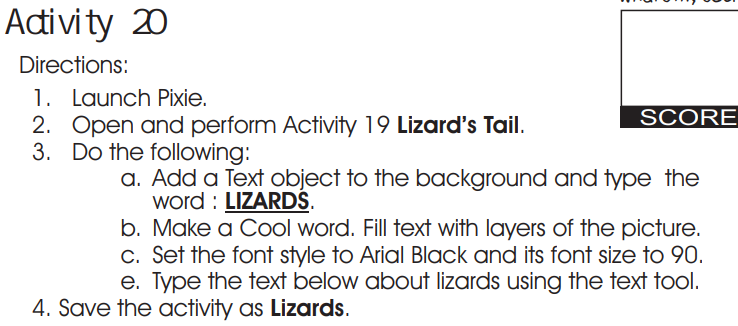 Activity 20
Directions:
1. Launch Pixie.
2. Open and perform Activity 19 Lizard's Tail.
3. Do the following:
a. Add a Text object to the background and type the
word : LIZARDS.
b. Make a Cool word. Fill text with layers of the picture.
c. Set the font style to Arial Black and its font size to 90.
e. Type the text below about lizards using the text tool.
4. Save the activity as Lizards.
SCORE